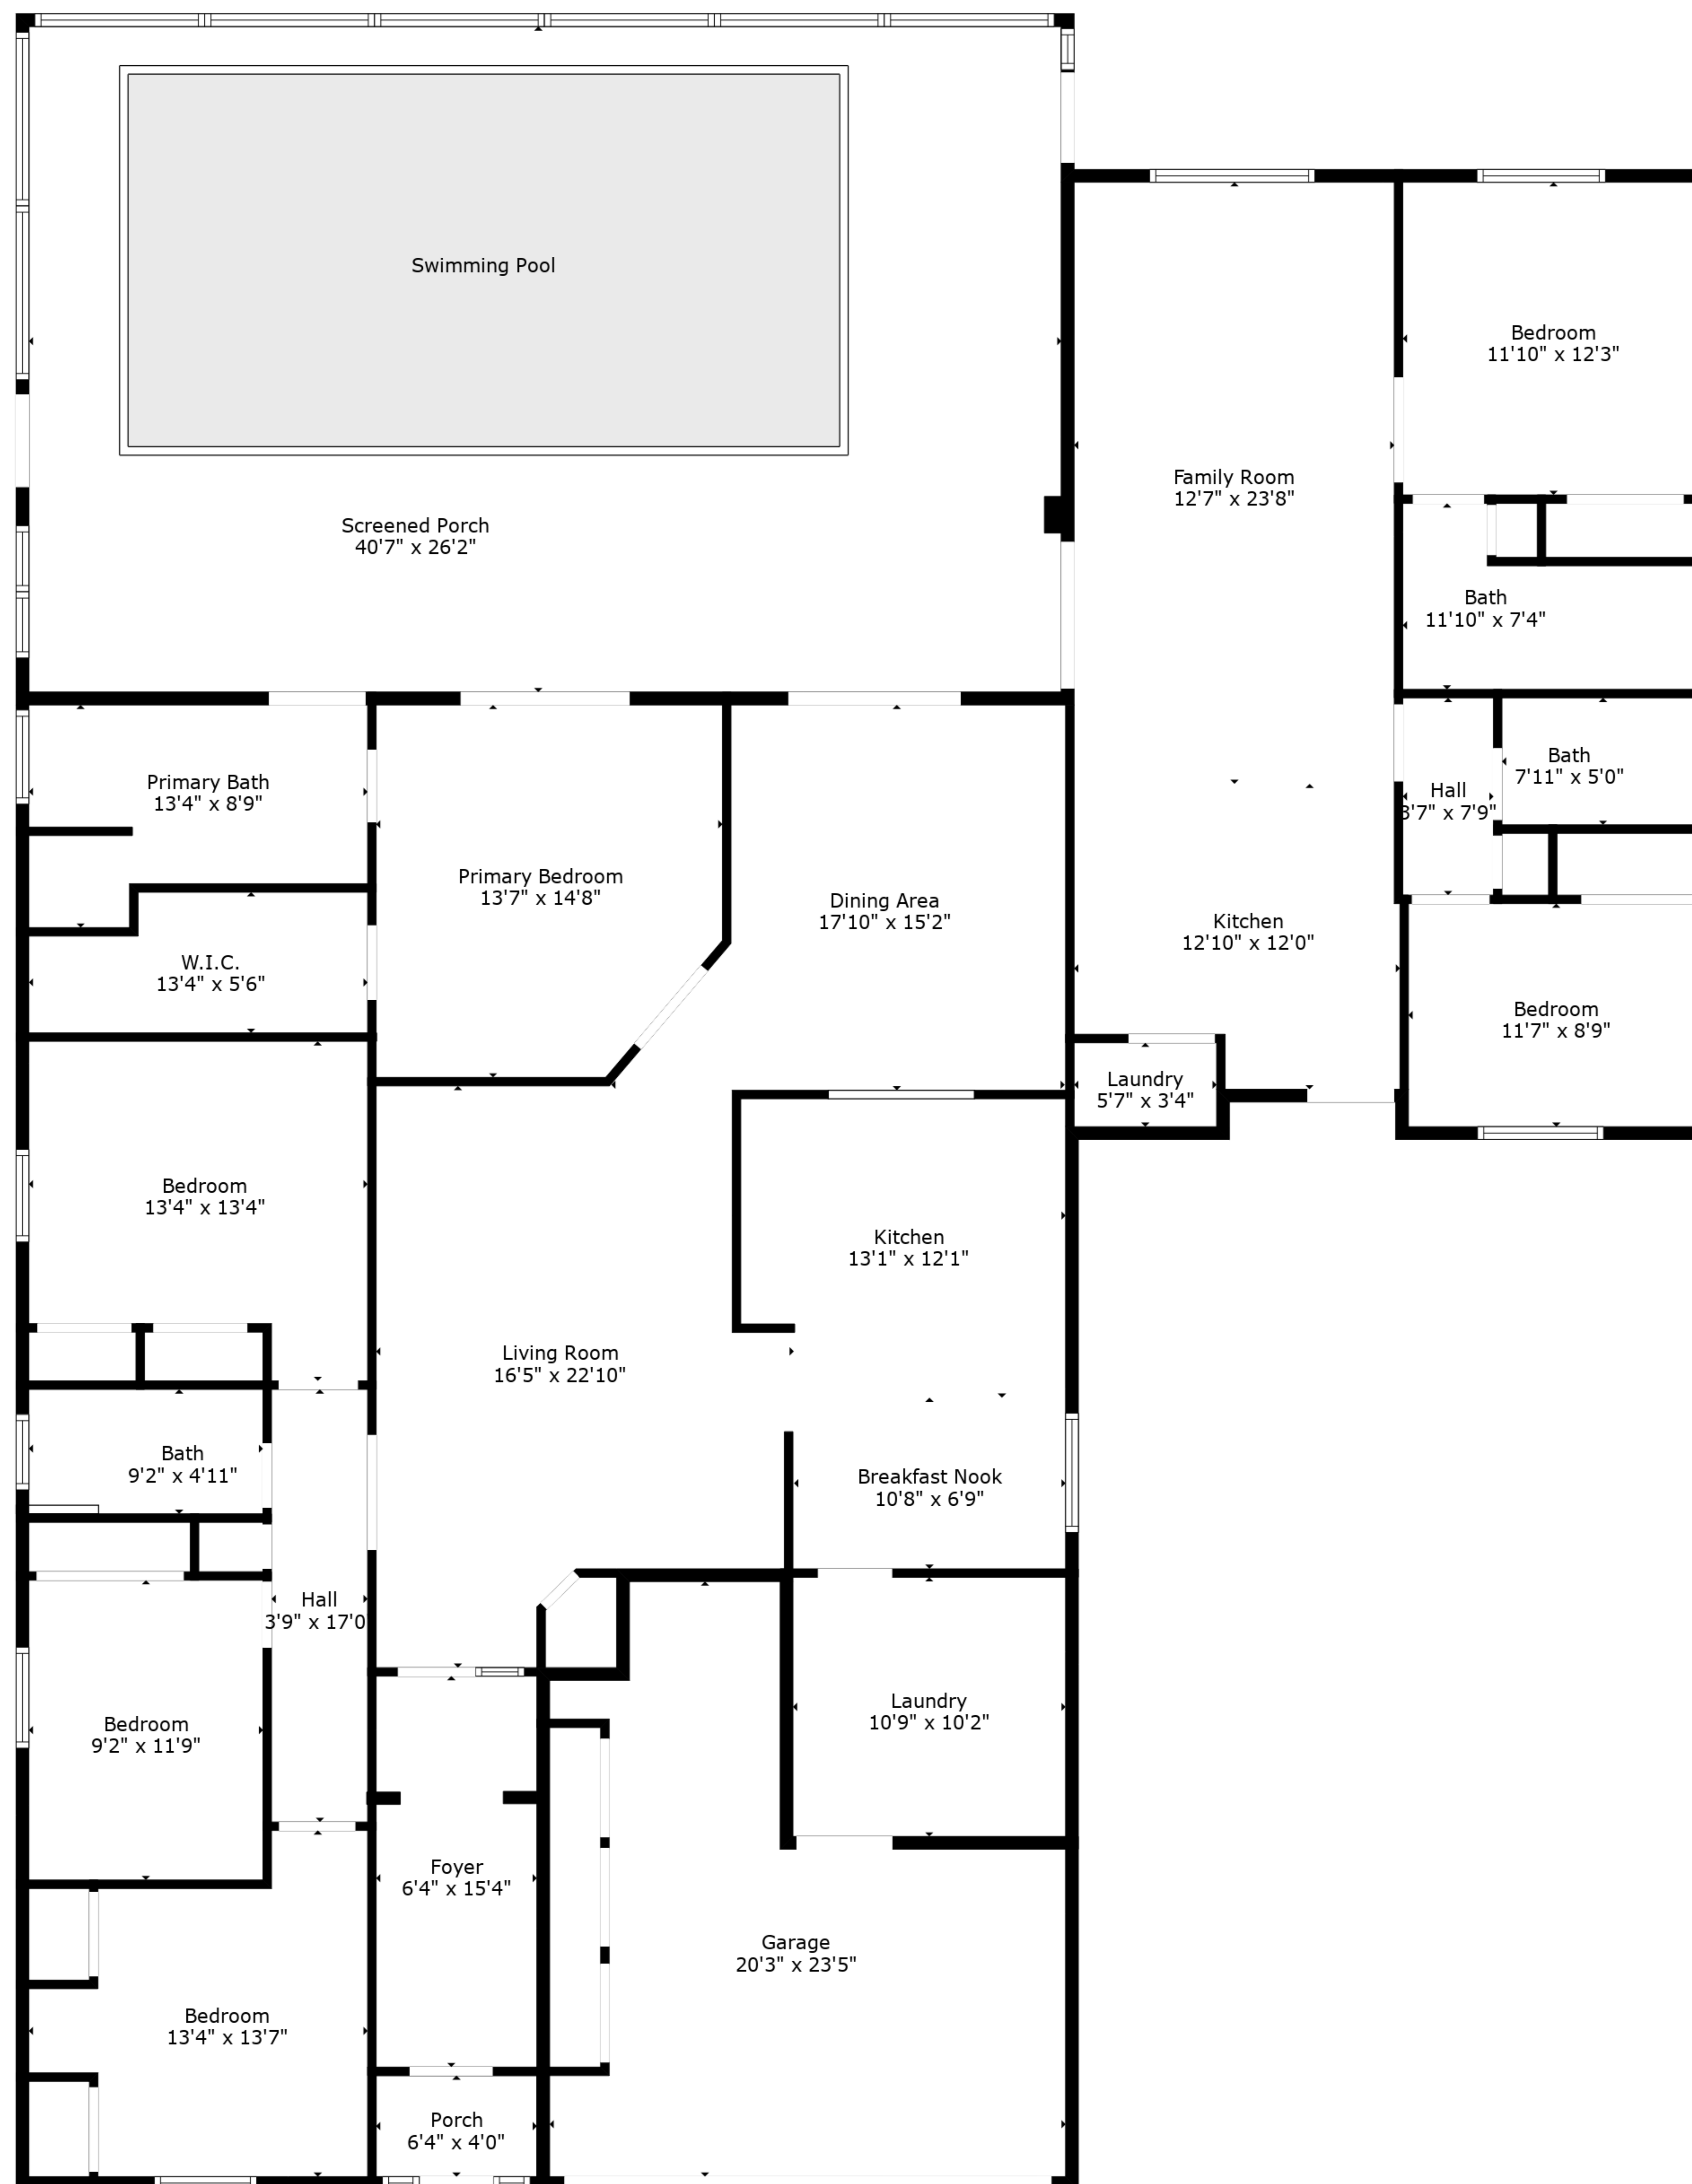 Swimming Pool
Bedroom
11'10" x 12'3"
Family Room
12'7" x 23'8"
Screened Porch
40'7" x 26'2"
Bath
11'10" x 7'4"
Bath
7'11" x 5'0"
Primary Bath
13'4" x 8'9"
Hall
3'7" x 7'9"
Primary Bedroom
13'7" x 14'8"
Dining Area
17'10" x 15'2"
Kitchen
12'10" x 12'0"
W.I.C.
13'4" x 5'6"
Bedroom
11'7" x 8'9"
Laundry
5'7" x 3'4"
Bedroom
13'4" x 13'4"
Kitchen
13'1" x 12'1"
Living Room
16'5" x 22'10"
Bath
9'2" x 4'11"
Breakfast Nook
10'8" x 6'9"
Hall
3'9" x 17'0
Laundry
10'9" x 10'2"
Bedroom
9'2" x 11'9"
Foyer
6'4" x 15'4"
Garage
20'3" x 23'5"
Bedroom
13'4" x 13'7"
Porch
6'4" x 4'0"